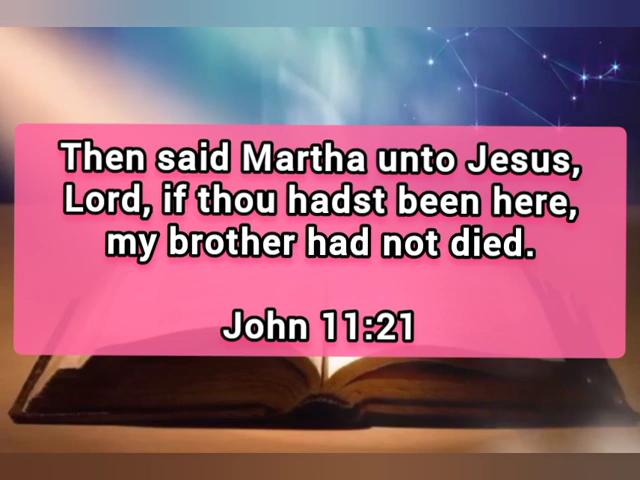 Then said Martha unto Jesus,
Lord, if thou hadst been here,
my brother had not died.
John 11:21